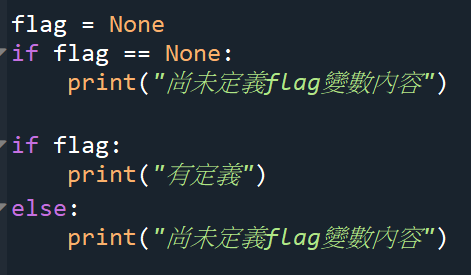 flag = None
if flag == None:
    print("尚未定義flag變數內容")
if flag:
    print("有定義")
else:
    print("尚未定義flag變數內容")